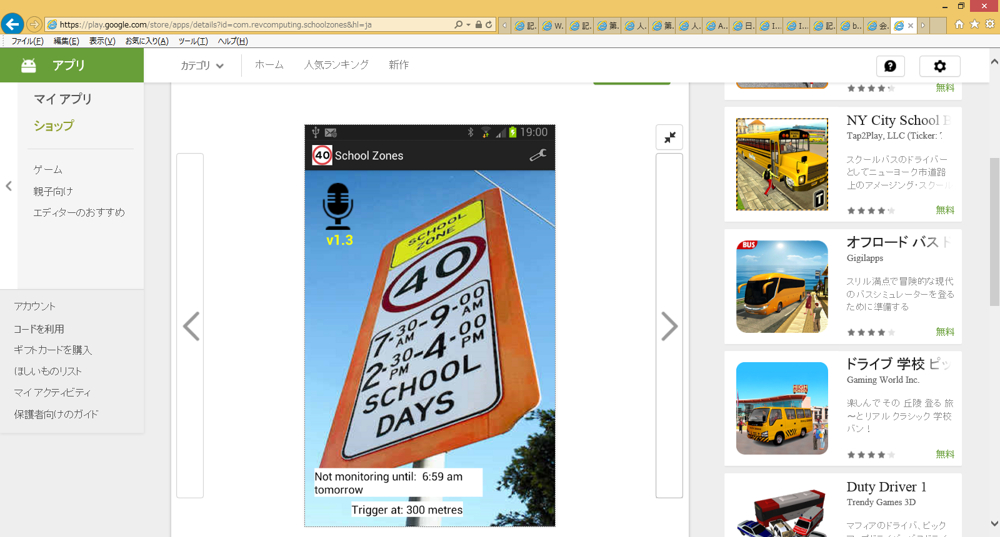 https://play.google.com/store/apps/details?id=com.revcomputing.schoolzones&hl=ja
記...
W...
記...
第...
人...
第...
人...
A...
日...
I...
I...
記...
b...
会...
ファイル(F) 編集(E) 表示(V) お気に入り(A) ツール(T) ヘルプ(H)
アプリ
カテゴリ ホーム 人気ランキング 新作
マイ アプリ
ショップ
ゲーム
親子向け
エディターのおすすめ
アカウント
コードを利用
ギフトカードを購入
ほしいものリスト
マイ アクティビティ
保護者向けのガイド
19:00
40 School Zones
v1.3
SCHOOL
ZONE
40
7-30 AM-9-00 AM
2-30 PM-4-00 PM
SCHOOL
DAYS
Not monitoring until: 6:59 am
tomorrow
Trigger at: 300 metres
無料
NY City School B
Tap2Play, LLC (Ticker: T
スクールバスのドライバー
としてニューヨーク市道路
上のアメージング・スクール
無料
BUS
オフロード バス ド
Gigilapps
スリル満点で冒険的な現代
のバスシミュレーターを登る
ために準備する
無料
HIGH
SCHOOL
ドライブ 学校 ピッ
Gaming World Inc.
楽しんで その 丘陵 登る 旅
～とリアル クラシック 学校
バン！
無料
Duty Driver 1
Trendy Games 3D
マフィアのドライバ、ビック